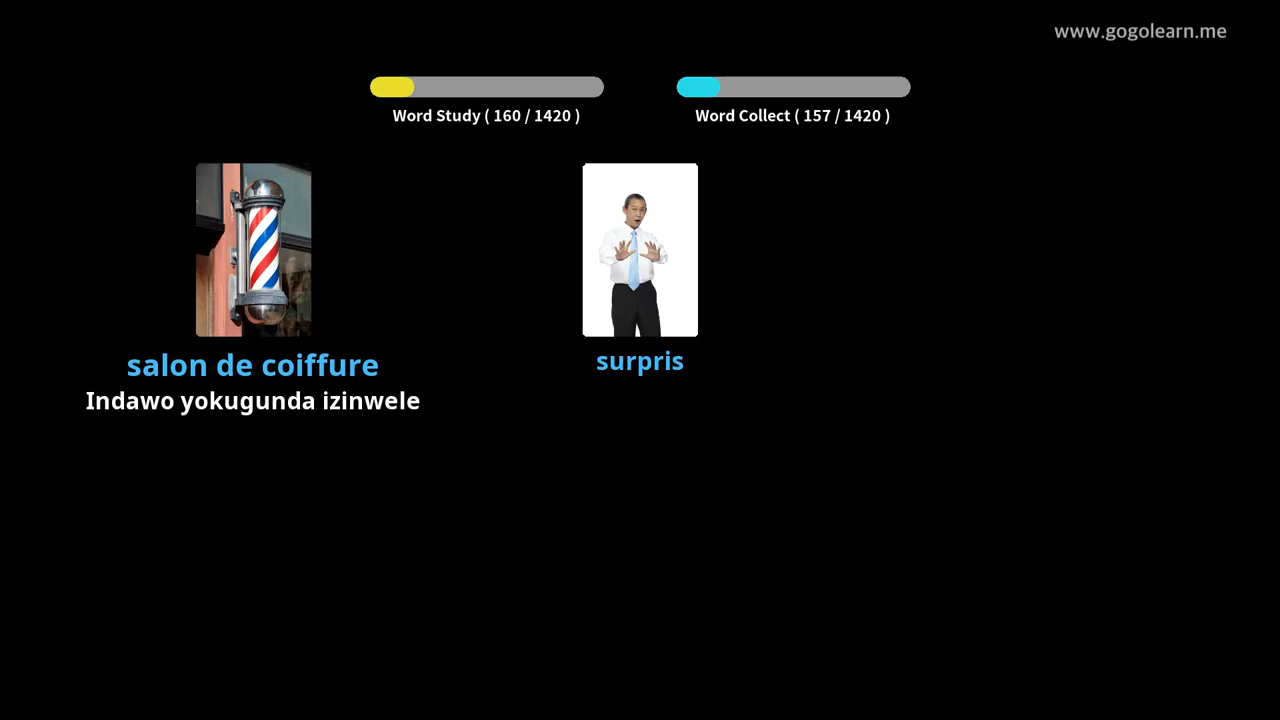 www.gogolearn.me
Word Study ( 160 / 1420 )
Word Collect ( 157 / 1420 )
salon de coiffure
Indawo yokugunda izinwele
surpris